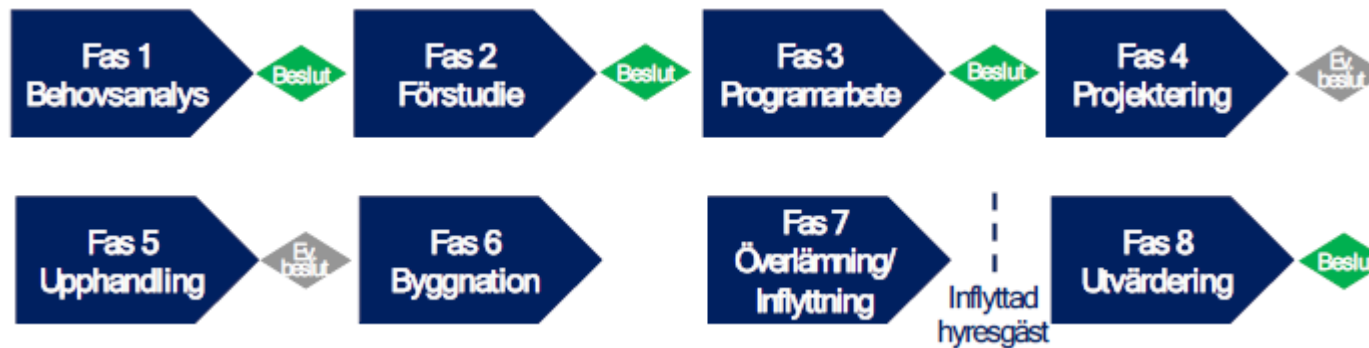 Fas 1
Behovsanalys
Beslut
Fas 2
Förstudie
Beslut
Fas 3
Programarbete
Beslut
Fas 4
Projektering
Ev.
beslut
Fas 5
Upphandling
Ev.
beslut
Fas 6
Byggnation
Fas 7
Överlämning/
Inflyttning
Inflyttad
hyresgäst
Fas 8
Utvärdering
Beslu